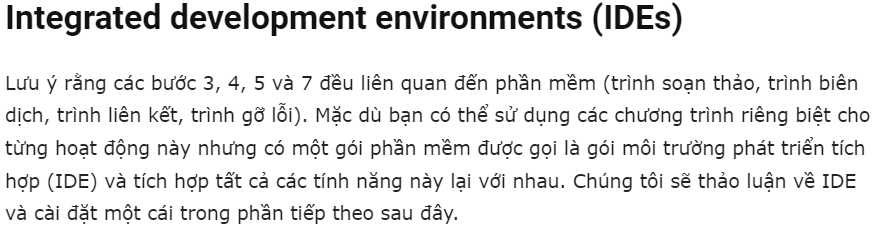 Integrated development environments (IDEs)
Lưu ý rằng các bước 3, 4, 5 và 7 đều liên quan đến phần mềm (trình soạn thảo, trình biên
dịch, trình liên kết, trình gỡ lỗi). Mặc dù bạn có thể sử dụng các chương trình riêng biệt cho
từng hoạt động này nhưng có một gói phần mềm được gọi là gói môi trường phát triển tích
hợp (IDE) và tích hợp tất cả các tính năng này lại với nhau. Chúng tôi sẽ thảo luận về IDE
và cài đặt một cái trong phần tiếp theo sau đây.